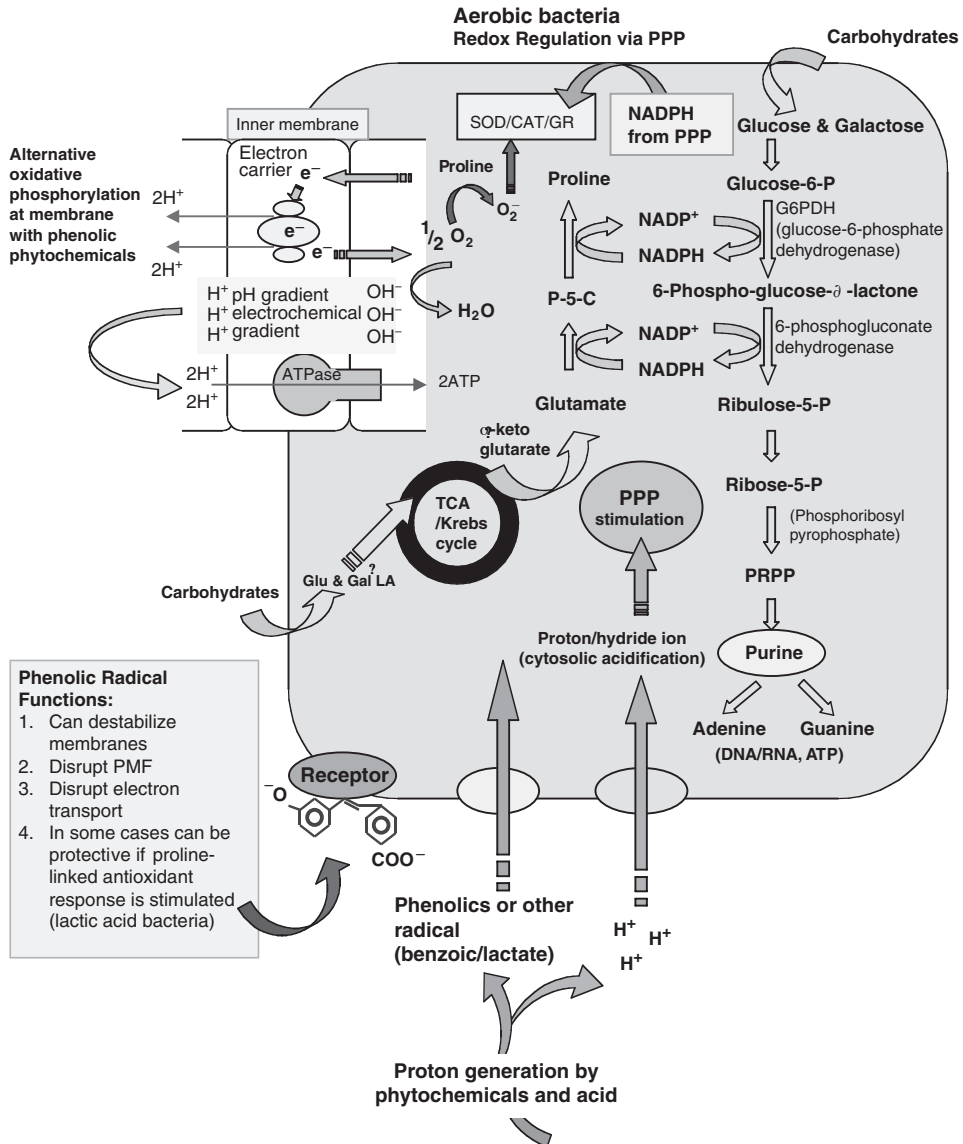 Aerobic bacteria
Redox Regulation via PPP
Carbohydrates
SOD/CAT/GR
NADPH
from PPP
Glucose & Galactose
Inner membrane
Alternative
oxidative
phosphorylation
at membrane
with phenolic
phytochemicals
2H+
2H+
Electron
carrier
e−
e−
e−
Proline
O2−
1/2 O2
H2O
H+ pH gradient OH−
H+ electrochemical OH−
H+ gradient OH−
2H+
2H+
ATPase
2ATP
Proline
NADP+
NADPH
P-5-C
NADP+
NADPH
Glutamate
Glucose-6-P
G6PDH
(glucose-6-phosphate
dehydrogenase)
6-Phospho-glucose-∂ -lactone
6-phosphogluconate
dehydrogenase
Ribulose-5-P
Ribose-5-P
(Phosphoribosyl
pyrophosphate)
PRPP
Purine
Adenine
Guanine
(DNA/RNA, ATP)
-keto
glutarate
TCA
/Krebs
cycle
?
Glu & Gal LA
Carbohydrates
PPP
stimulation
Proton/hydride ion
(cytosolic acidification)
Phenolic Radical
Functions:
1. Can destabilize
membranes
2. Disrupt PMF
3. Disrupt electron
transport
4. In some cases can be
protective if proline-
linked antioxidant
response is stimulated
(lactic acid bacteria)
Receptor
−O
COO−
Phenolics or other
radical
(benzoic/lactate)
H+
H+
H+
Proton generation by
phytochemicals and acid